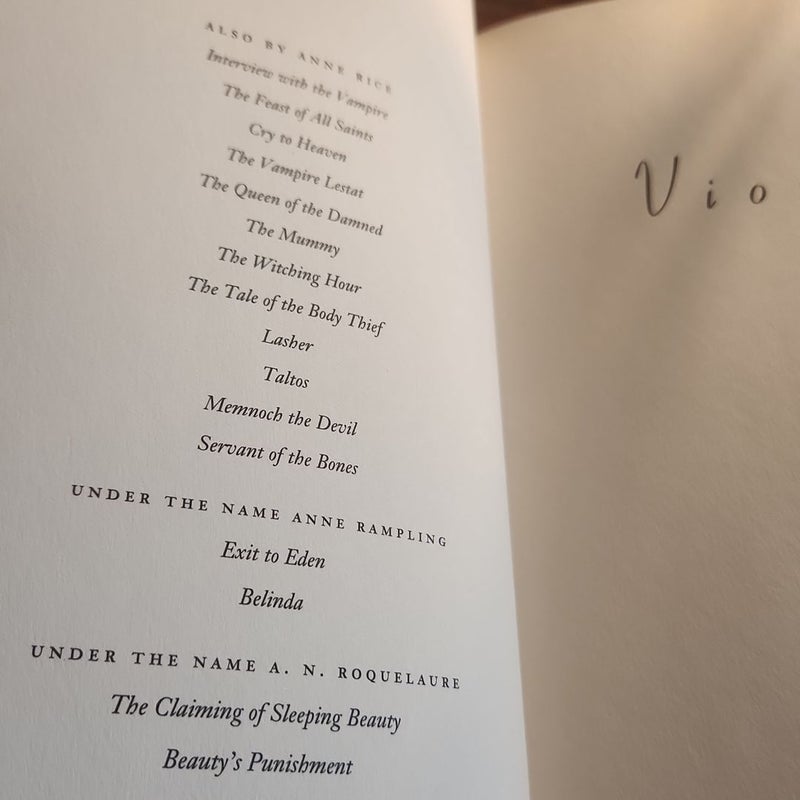 ALSO BY ANNE RICE
Interview with the Vampire
The Feast of All Saints
Cry to Heaven
The Vampire Lestat
The Queen of the Damned
The Mummy
The Witching Hour
The Tale of the Body Thief
Lasher
Taltos
Memnoch the Devil
Servant of the Bones
UNDER THE NAME ANNE RAMPLING
Exit to Eden
Belinda
UNDER THE NAME A. N. ROQUELAURE
The Claiming of Sleeping Beauty
Beauty's Punishment
Vio